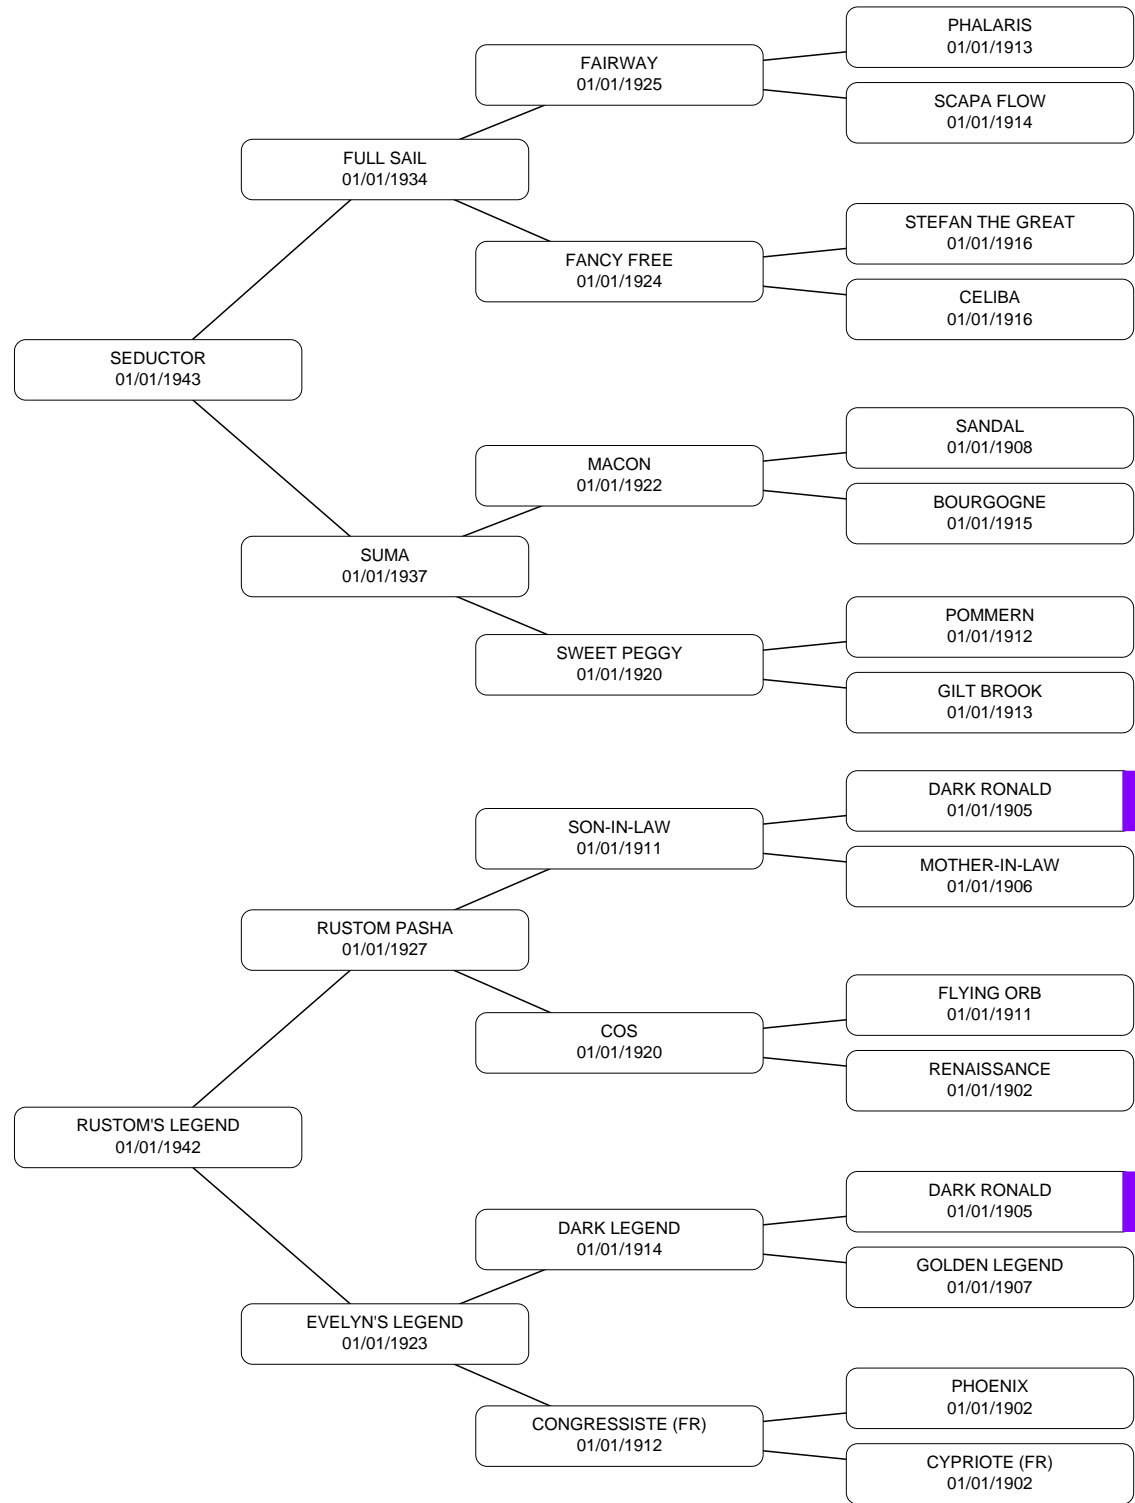 PHALARIS
01/01/1913
FAIRWAY
01/01/1925
SCAPA FLOW
01/01/1914
FULL SAIL
01/01/1934
STEFAN THE GREAT
01/01/1916
FANCY FREE
01/01/1924
CELIBA
01/01/1916
SEDUCTOR
01/01/1943
SANDAL
01/01/1908
MACON
01/01/1922
BOURGOGNE
01/01/1915
SUMA
01/01/1937
POMMERN
01/01/1912
SWEET PEGGY
01/01/1920
GILT BROOK
01/01/1913
DARK RONALD
01/01/1905
SON-IN-LAW
01/01/1911
MOTHER-IN-LAW
01/01/1906
RUSTOM PASHA
01/01/1927
FLYING ORB
01/01/1911
COS
01/01/1920
RENAISSANCE
01/01/1902
RUSTOM'S LEGEND
01/01/1942
DARK RONALD
01/01/1905
DARK LEGEND
01/01/1914
GOLDEN LEGEND
01/01/1907
EVELYN'S LEGEND
01/01/1923
PHOENIX
01/01/1902
CONGRESSISTE (FR)
01/01/1912
CYPRIOTE (FR)
01/01/1902